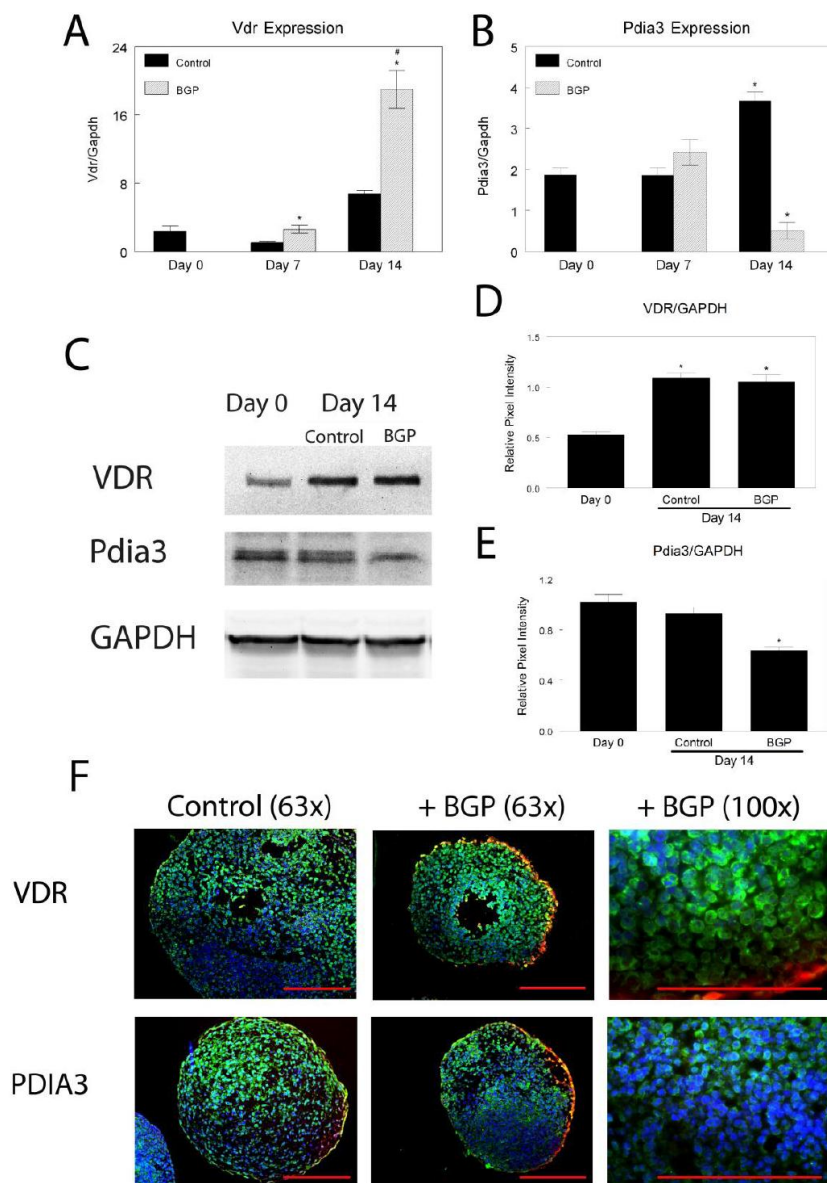 A
Vdr Expression
24
16
8
0
Vdr/Gapdh
Control
BGP
*
#
*
Day 0
Day 7
Day 14
B
Pdia3 Expression
5
4
3
2
1
0
Pdia3/Gapdh
Control
BGP
*
*
Day 0
Day 7
Day 14
C
Day 0
Day 14
Control
BGP
VDR
Pdia3
GAPDH
D
VDR/GAPDH
1.5
1.0
0.5
0.0
Relative Pixel Intensity
*
*
Day 0
Control
BGP
Day 14
E
Pdia3/GAPDH
1.2
0.8
0.4
0.0
Relative Pixel Intensity
*
Day 0
Control
BGP
Day 14
F
Control (63x)
+ BGP (63x)
+ BGP (100x)
VDR
PDIA3